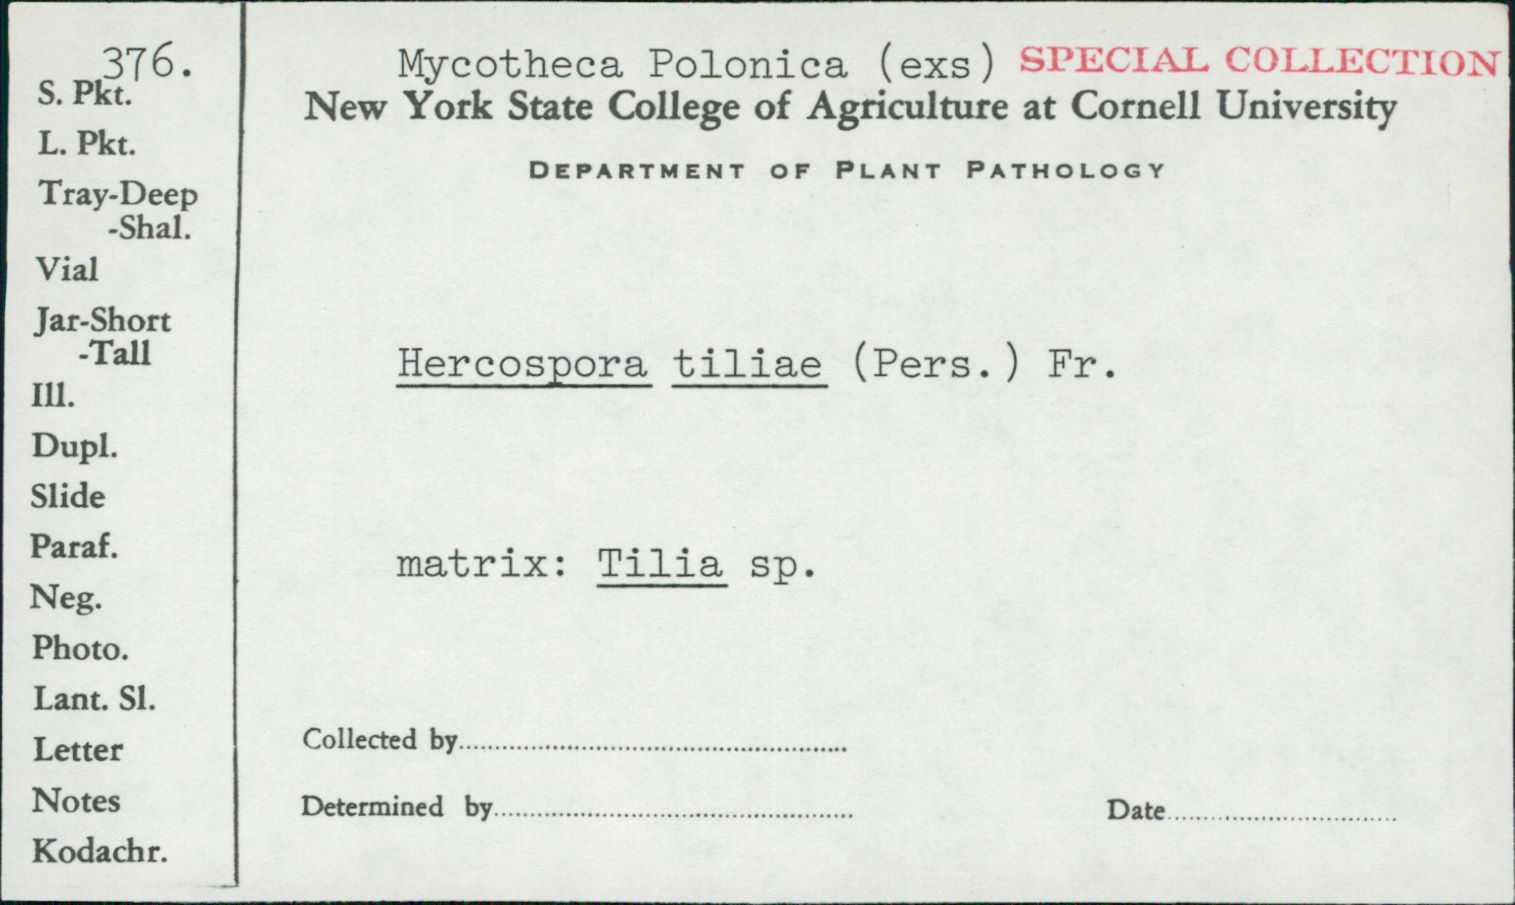 376.
S. Pkt.
L. Pkt.
Tray-Deep
-Shal.
Vial
Jar-Short
-Tall
Ill.
Dupl.
Slide
Paraf.
Neg.
Photo.
Lant. Sl.
Letter
Notes
Kodachr.
Mycotheca Polonica (exs) SPECIAL COLLECTION
New York State College of Agriculture at Cornell University
DEPARTMENT OF PLANT PATHOLOGY
Hercospora tiliae (Pers.) Fr.
matrix: Tilia sp.
Collected by
Determined by Date